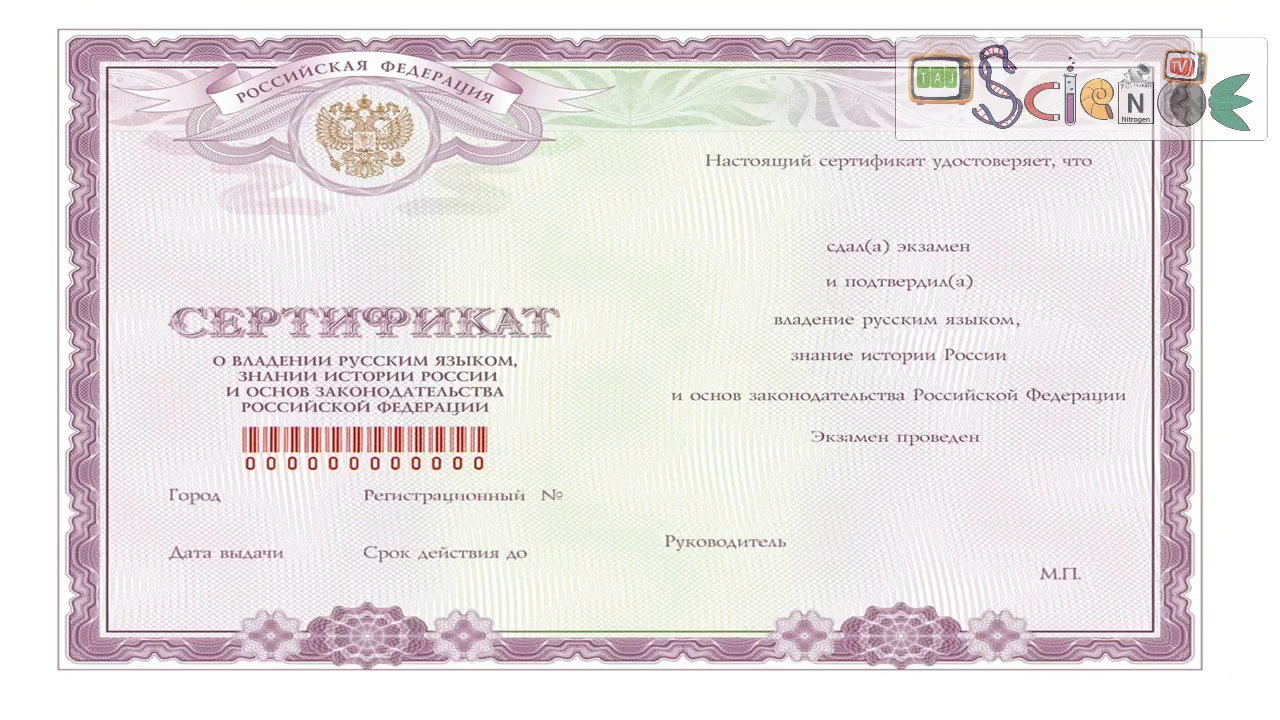 РОССИЙСКАЯ ФЕДЕРАЦИЯ
СЕРТИФИКАТ
О ВЛАДЕНИИ РУССКИМ ЯЗЫКОМ,
ЗНАНИИ ИСТОРИИ РОССИИ
И ОСНОВ ЗАКОНОДАТЕЛЬСТВА
РОССИЙСКОЙ ФЕДЕРАЦИИ
000000000000
Город
Регистрационный №
Дата выдачи
Срок действия до
TAJ SCIENCE TV
N
Nitrogen
Настоящий сертификат удостоверяет, что
сдал(а) экзамен
и подтвердил(а)
владение русским языком,
знание истории России
и основ законодательства Российской Федерации
Экзамен проведен
Руководитель
М.П.